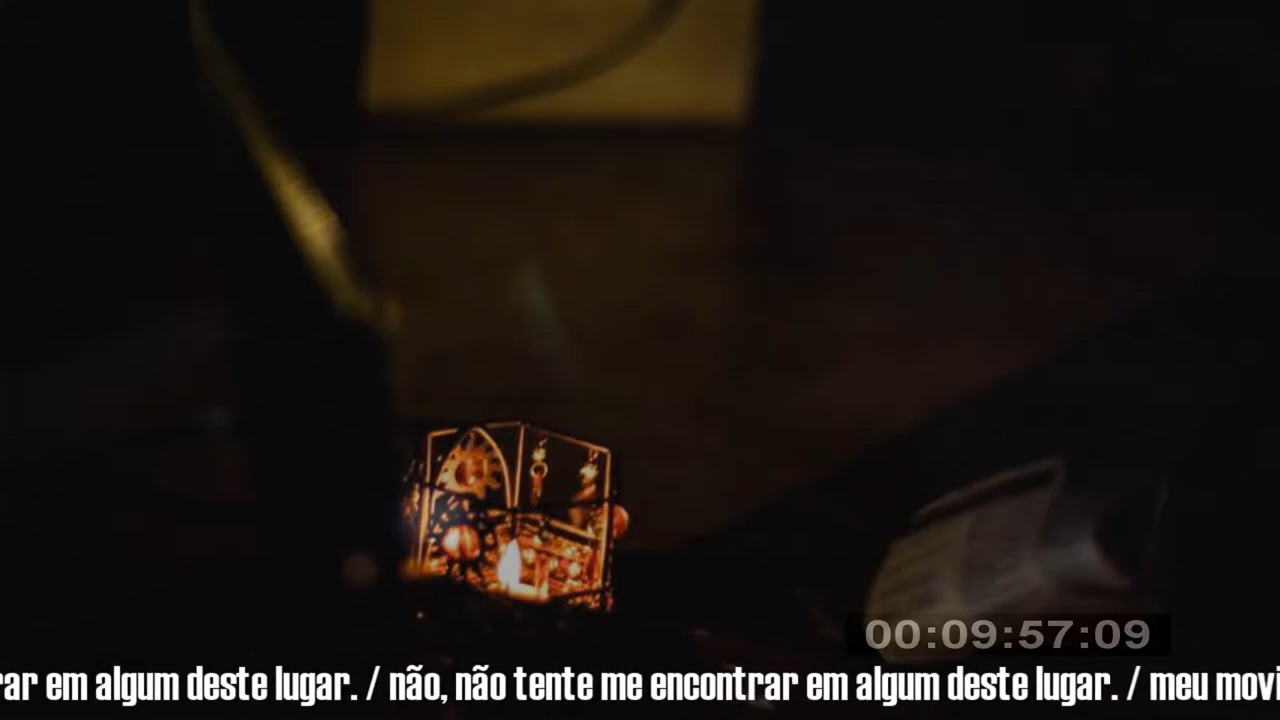 00:09:57:09
rar em algum deste lugar. / não, não tente me encontrar em algum deste lugar. / meu movi